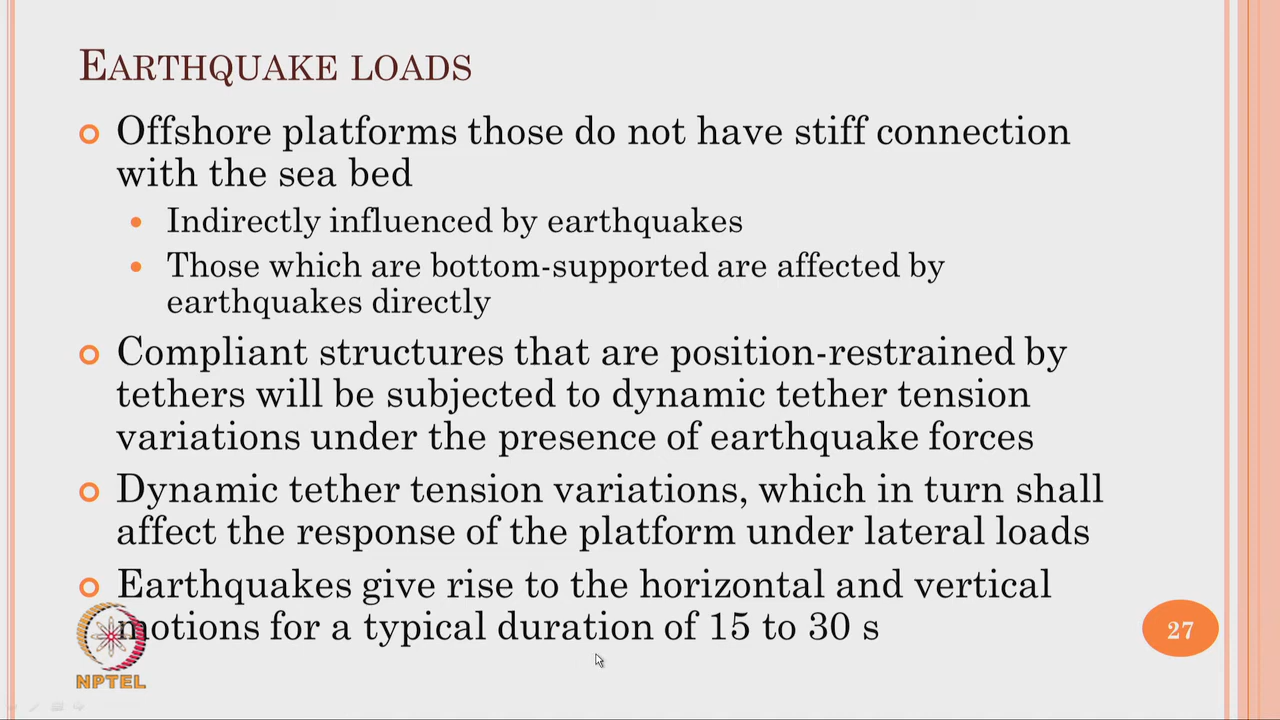 EARTHQUAKE LOADS
Offshore platforms those do not have stiff connection
with the sea bed
Indirectly influenced by earthquakes
Those which are bottom-supported are affected by
earthquakes directly
Compliant structures that are position-restrained by
tethers will be subjected to dynamic tether tension
variations under the presence of earthquake forces
Dynamic tether tension variations, which in turn shall
affect the response of the platform under lateral loads
Earthquakes give rise to the horizontal and vertical
motions for a typical duration of 15 to 30 s
27
NPTEL